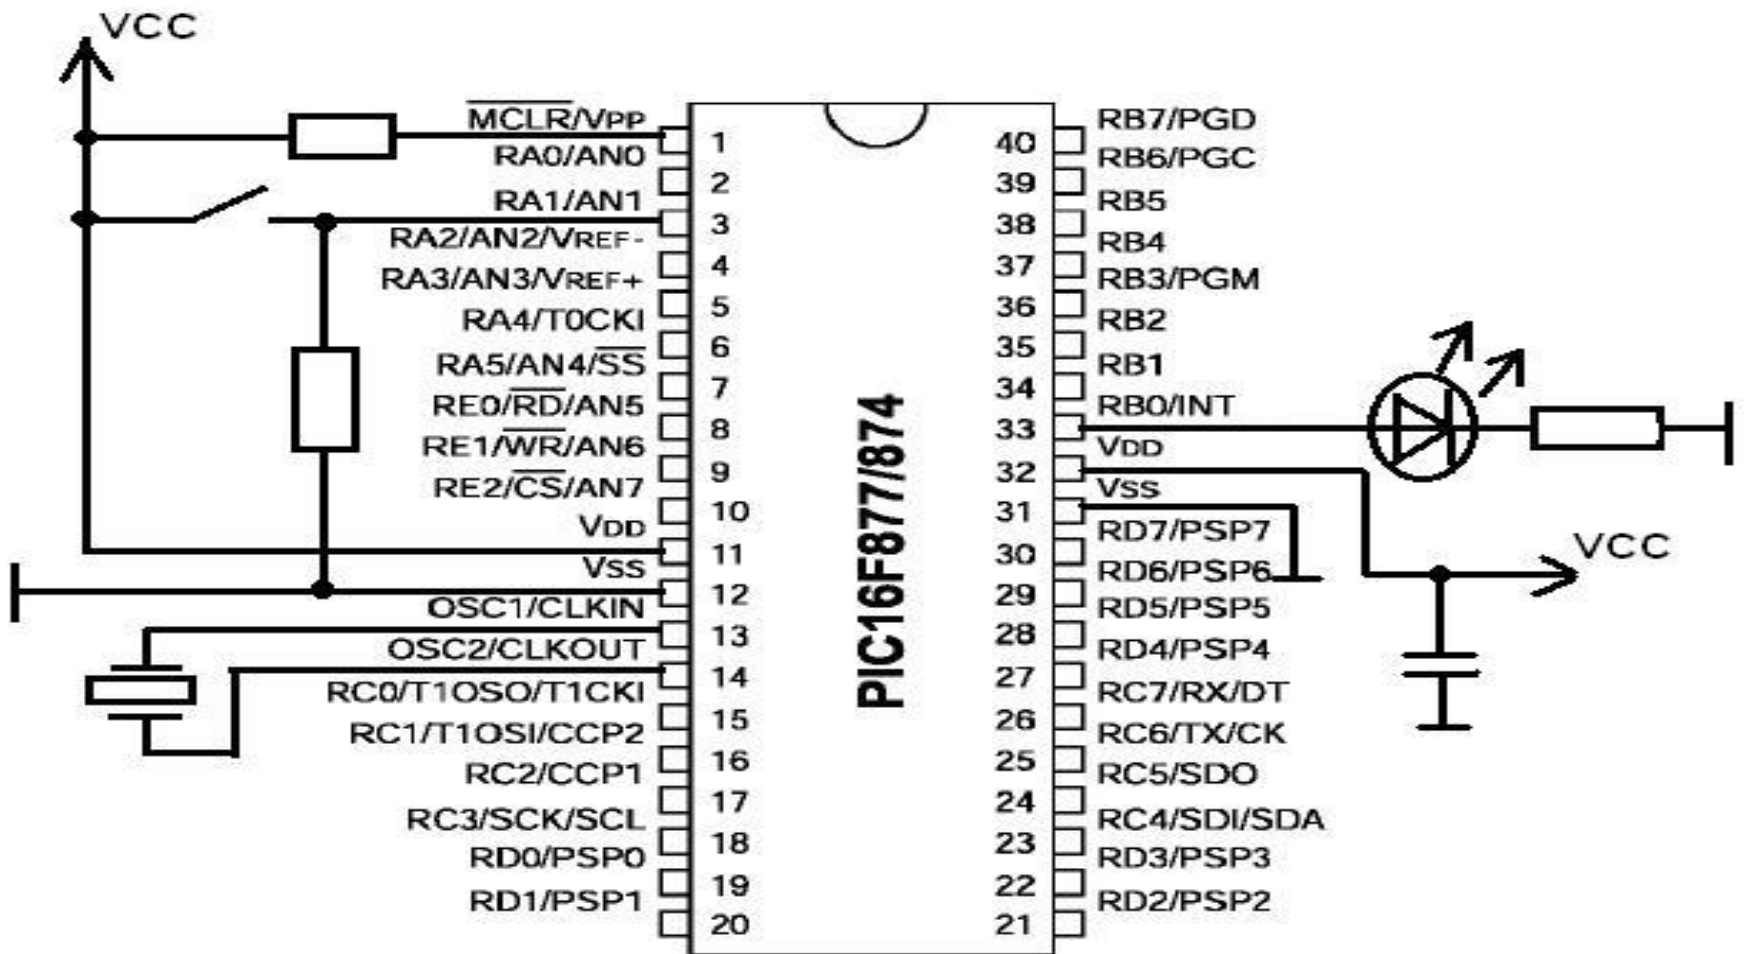 VCC
MCLR/VPP
RA0/AN0
RA1/AN1
RA2/AN2/VREF-
RA3/AN3/VREF+
RA4/T0CKI
RA5/AN4/SS
RE0/RD/AN5
RE1/WR/AN6
RE2/CS/AN7
VDD
VSS
OSC1/CLKIN
OSC2/CLKOUT
RC0/T1OSO/T1CKI
RC1/T1OSI/CCP2
RC2/CCP1
RC3/SCK/SCL
RD0/PSP0
RD1/PSP1
1
2
3
4
5
6
7
8
9
10
11
12
13
14
15
16
17
18
19
20
PIC16F877/874
40
39
38
37
36
35
34
33
32
31
30
29
28
27
26
25
24
23
22
21
RB7/PGD
RB6/PGC
RB5
RB4
RB3/PGM
RB2
RB1
RB0/INT
VDD
VSS
RD7/PSP7
RD6/PSP6
RD5/PSP5
RD4/PSP4
RC7/RX/DT
RC6/TX/CK
RC5/SDO
RC4/SDI/SDA
RD3/PSP3
RD2/PSP2
VCC